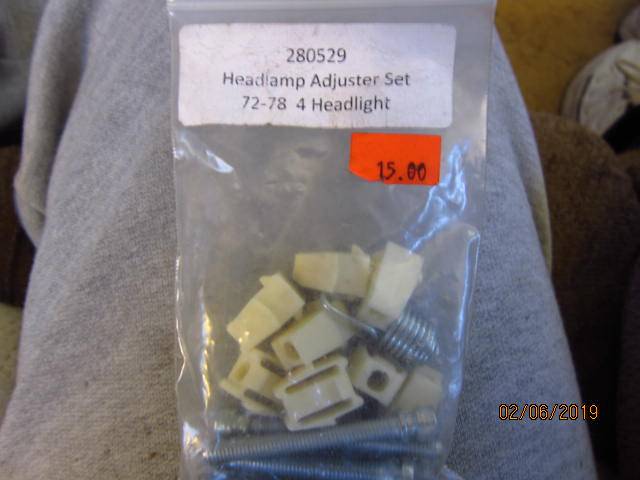 280529
Headlamp Adjuster Set
72-78 4 Headlight
15.00
02/06/2019